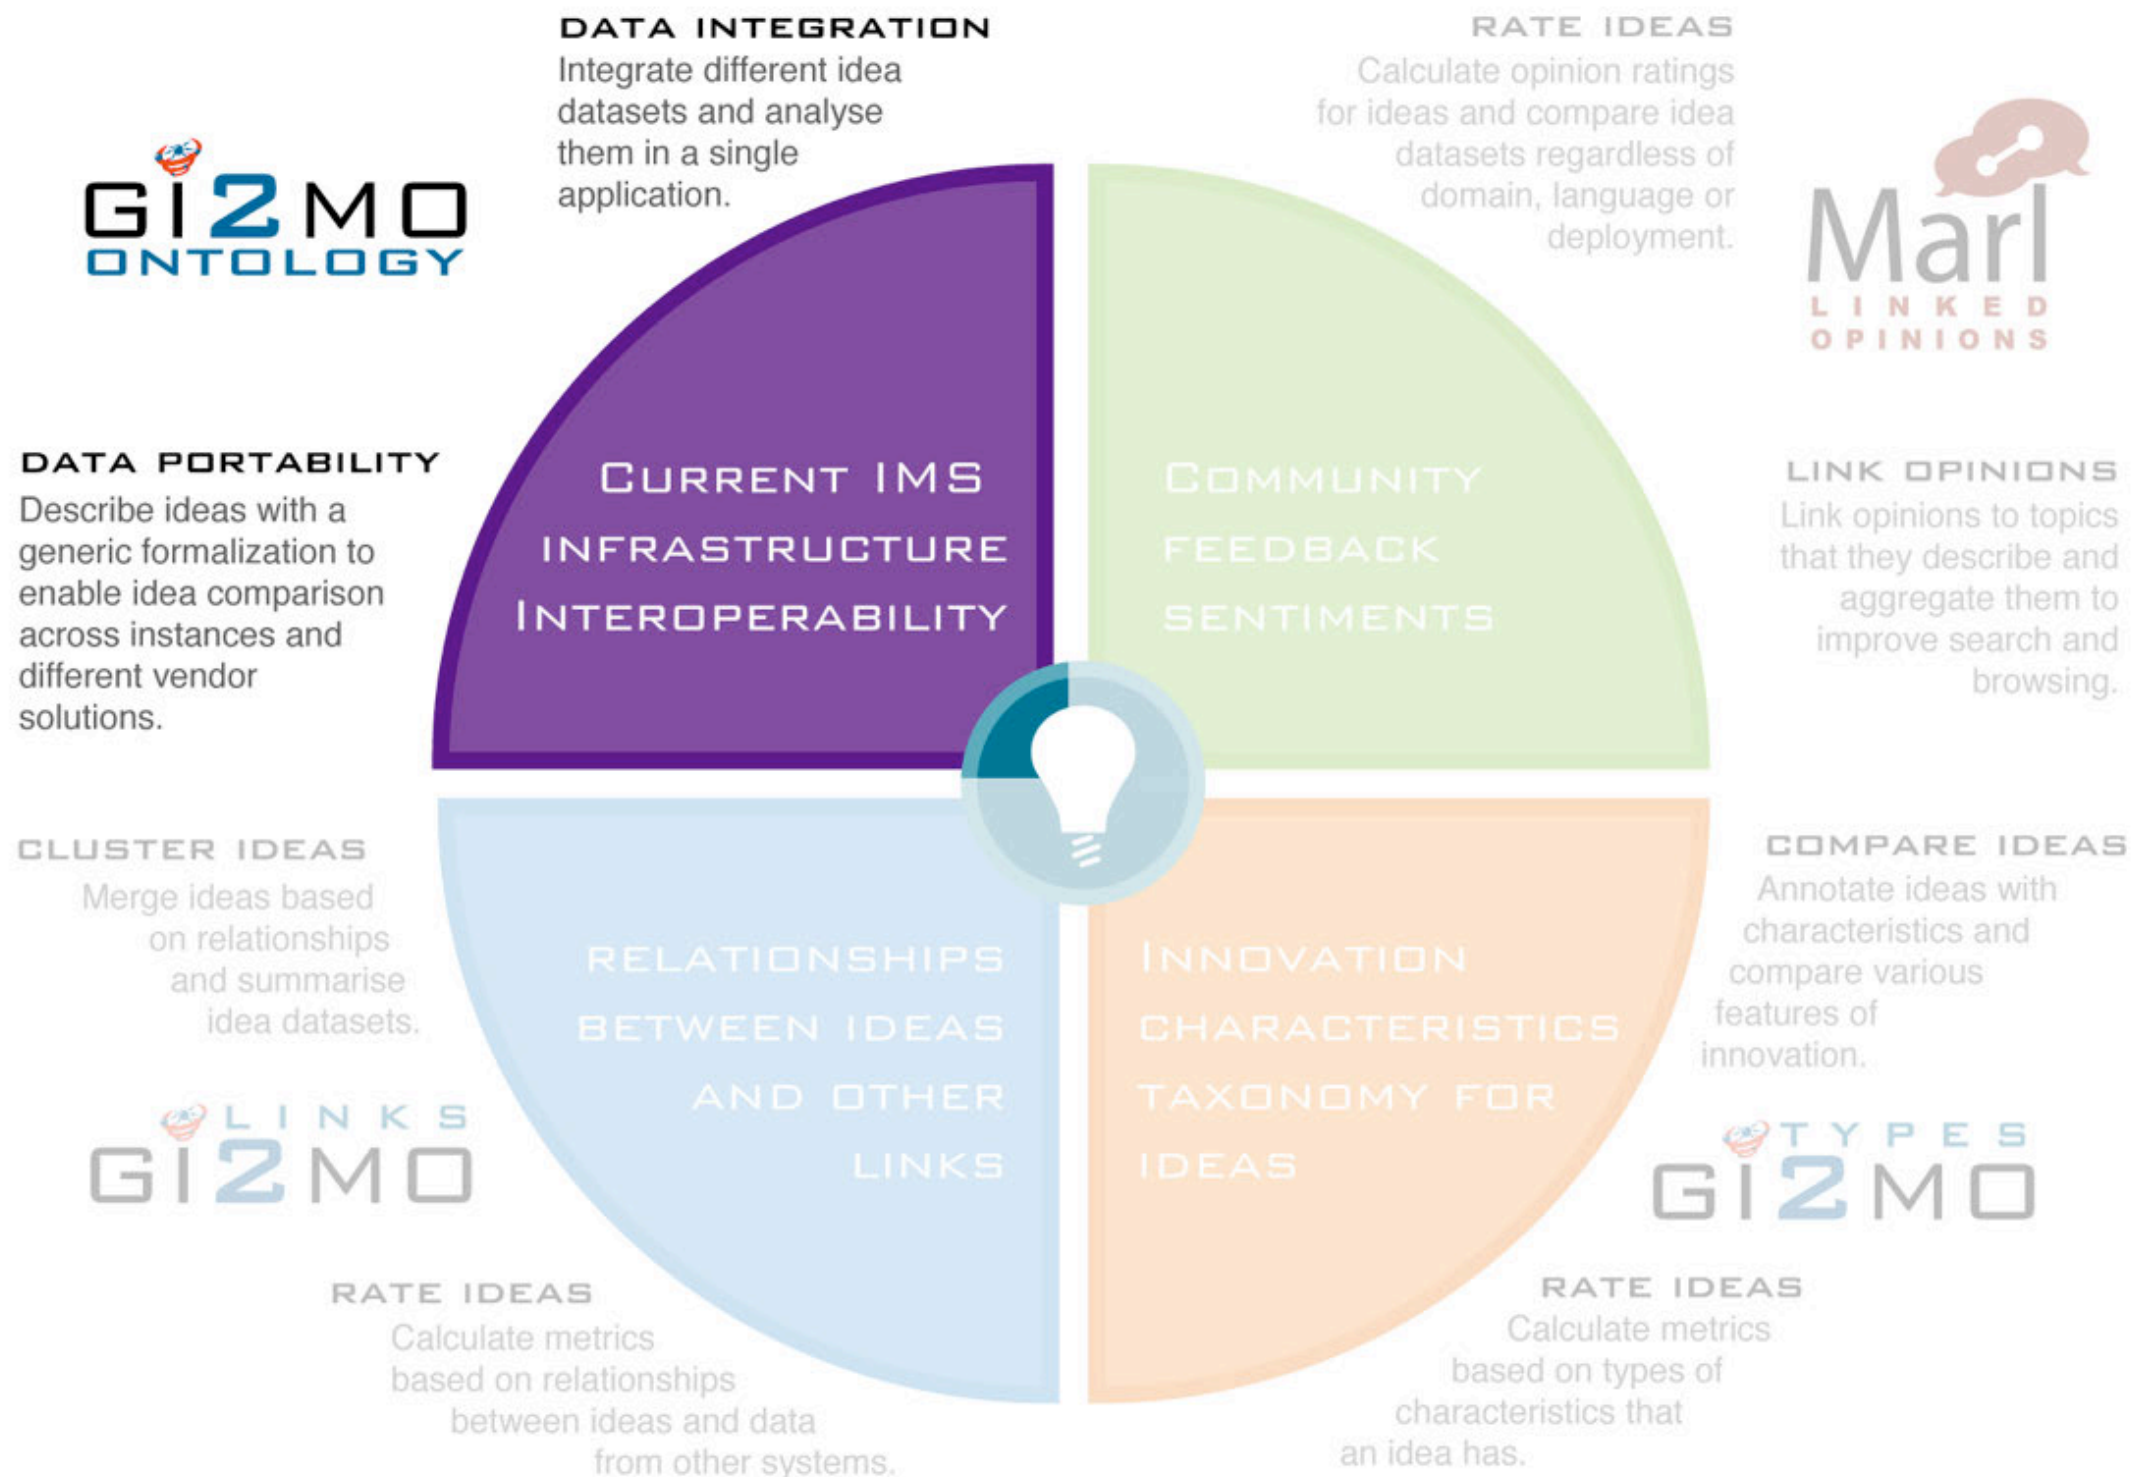 DATA INTEGRATION
Integrate different idea
datasets and analyse
them in a single
application.
RATE IDEAS
Calculate opinion ratings
for ideas and compare idea
datasets regardless of
domain, language or
deployment.
Gi2MO
ONTOLOGY
Marl
LINKED
OPINIONS
DATA PORTABILITY
Describe ideas with a
generic formalization to
enable idea comparison
across instances and
different vendor
solutions.
CURRENT IMS
INFRASTRUCTURE
INTEROPERABILITY
COMMUNITY
FEEDBACK
SENTIMENTS
LINK OPINIONS
Link opinions to topics
that they describe and
aggregate them to
improve search and
browsing.
CLUSTER IDEAS
Merge ideas based
on relationships
and summarise
idea datasets.
RELATIONSHIPS
BETWEEN IDEAS
AND OTHER
LINKS
INNOVATION
CHARACTERISTICS
TAXONOMY FOR
IDEAS
COMPARE IDEAS
Annotate ideas with
characteristics and
compare various
features of
innovation.
LINKS
Gi2MO
TYPES
Gi2MO
RATE IDEAS
Calculate metrics
based on relationships
between ideas and data
from other systems.
RATE IDEAS
Calculate metrics
based on types of
characteristics that
an idea has.